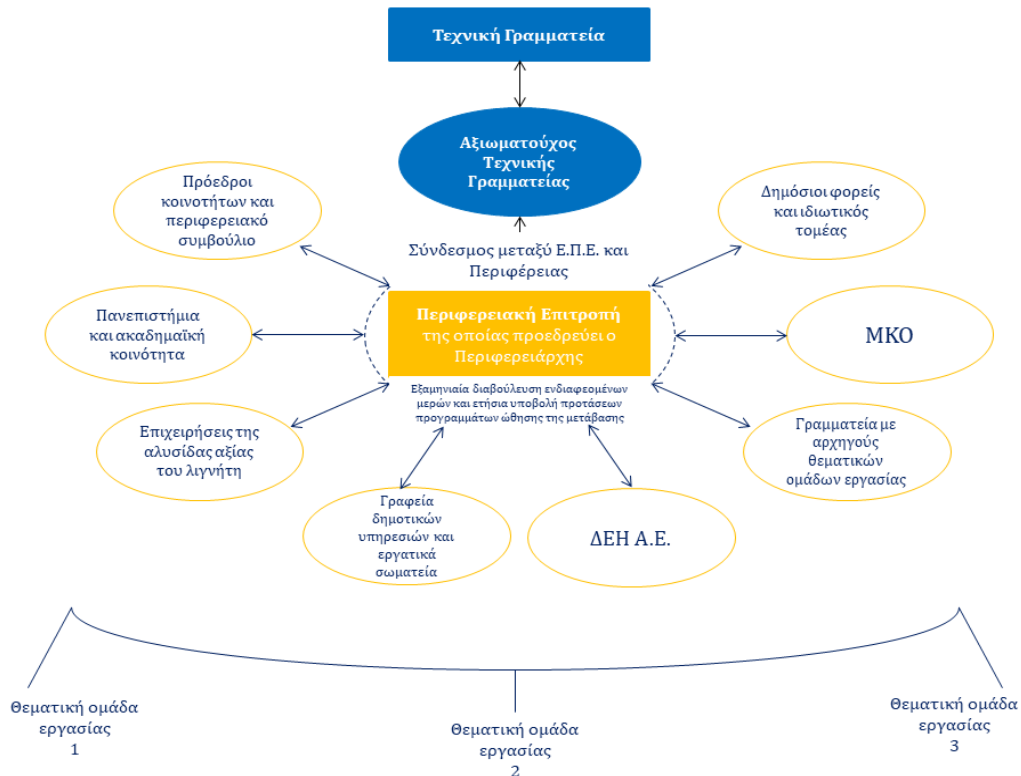 Τεχνική Γραμματεία
Αξιωματούχος
Τεχνικής
Γραμματείας
Πρόεδροι
κοινοτήτων και
περιφερειακό
συμβούλιο
Δημόσιοι φορείς
και ιδιωτικός
τομέας
Σύνδεσμος μεταξύ Ε.Π.Ε. και
Περιφέρειας
Πανεπιστήμια
και ακαδημαϊκή
κοινότητα
Περιφερειακή Επιτροπή
της οποίας προεδρεύει ο
Περιφερειάρχης
ΜΚΟ
Εξαμηνιαία διαβούλευση ενδιαφεομένων
μερών και ετήσια υποβολή προτάσεων
προγραμμάτων ώθησης της μετάβασης
Επιχειρήσεις της
αλυσίδας αξίας
του λιγνίτη
Γραμματεία με
αρχηγούς
θεματικών
ομάδων εργασίας
Γραφεία
δημοτικών
υπηρεσιών και
εργατικά
σωματεία
ΔΕΗ Α.Ε.
Θεματική ομάδα
εργασίας
1
Θεματική ομάδα
εργασίας
2
Θεματική ομάδα
εργασίας
3